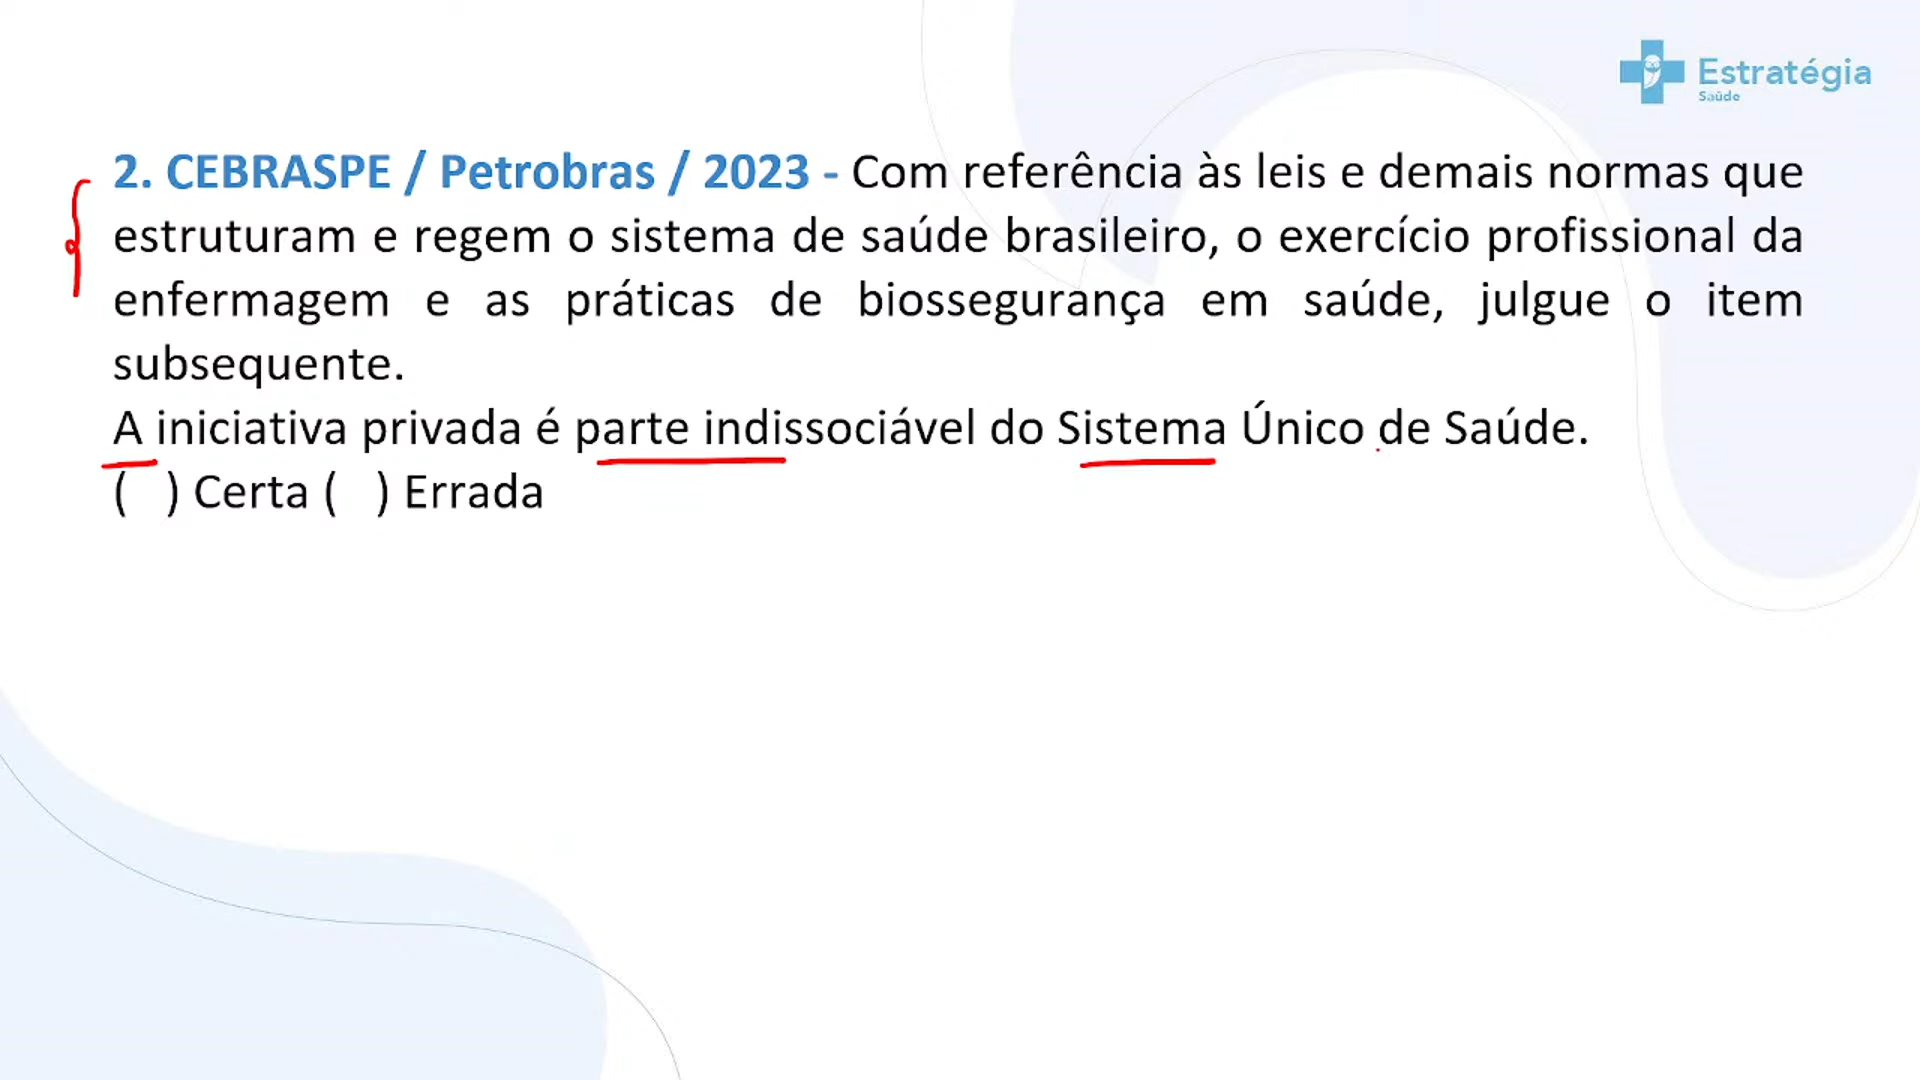 Estratégia
Saúde
2. CEBRASPE / Petrobras / 2023 - Com referência às leis e demais normas que
estruturam e regem o sistema de saúde brasileiro, o exercício profissional da
enfermagem e as práticas de biossegurança em saúde, julgue o item
subsequente.
A iniciativa privada é parte indissociável do Sistema Único de Saúde.
( ) Certa ( ) Errada